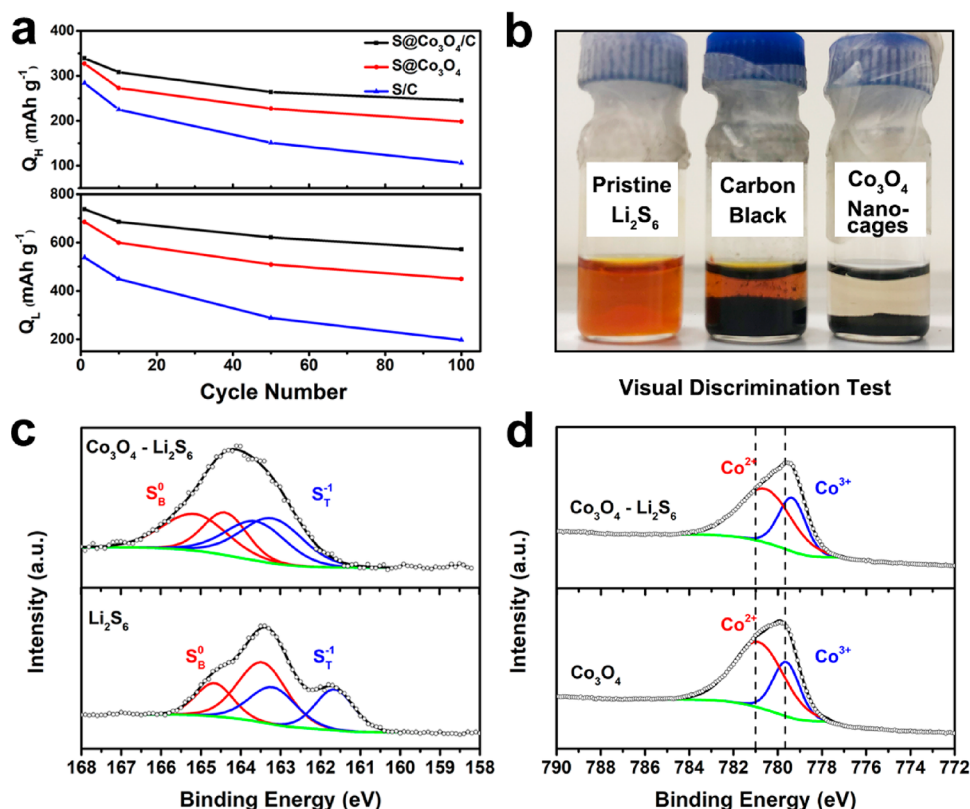 a
400
300
200
100
Q_H (mAh g⁻¹)
S@Co₃O₄/C
S@Co₃O₄
S/C
800
600
400
200
Q_L (mAh g⁻¹)
0 20 40 60 80 100
Cycle Number
b
Pristine
Li₂S₆
Carbon
Black
Co₃O₄
Nano-
cages
Visual Discrimination Test
c
Co₃O₄ - Li₂S₆
S_B⁰
S_T⁻¹
Li₂S₆
S_B⁰
S_T⁻¹
Intensity (a.u.)
168 167 166 165 164 163 162 161 160 159 158
Binding Energy (eV)
d
Co²⁺
Co³⁺
Co₃O₄ - Li₂S₆
Co²⁺
Co³⁺
Co₃O₄
Intensity (a.u.)
790 788 786 784 782 780 778 776 774 772
Binding Energy (eV)